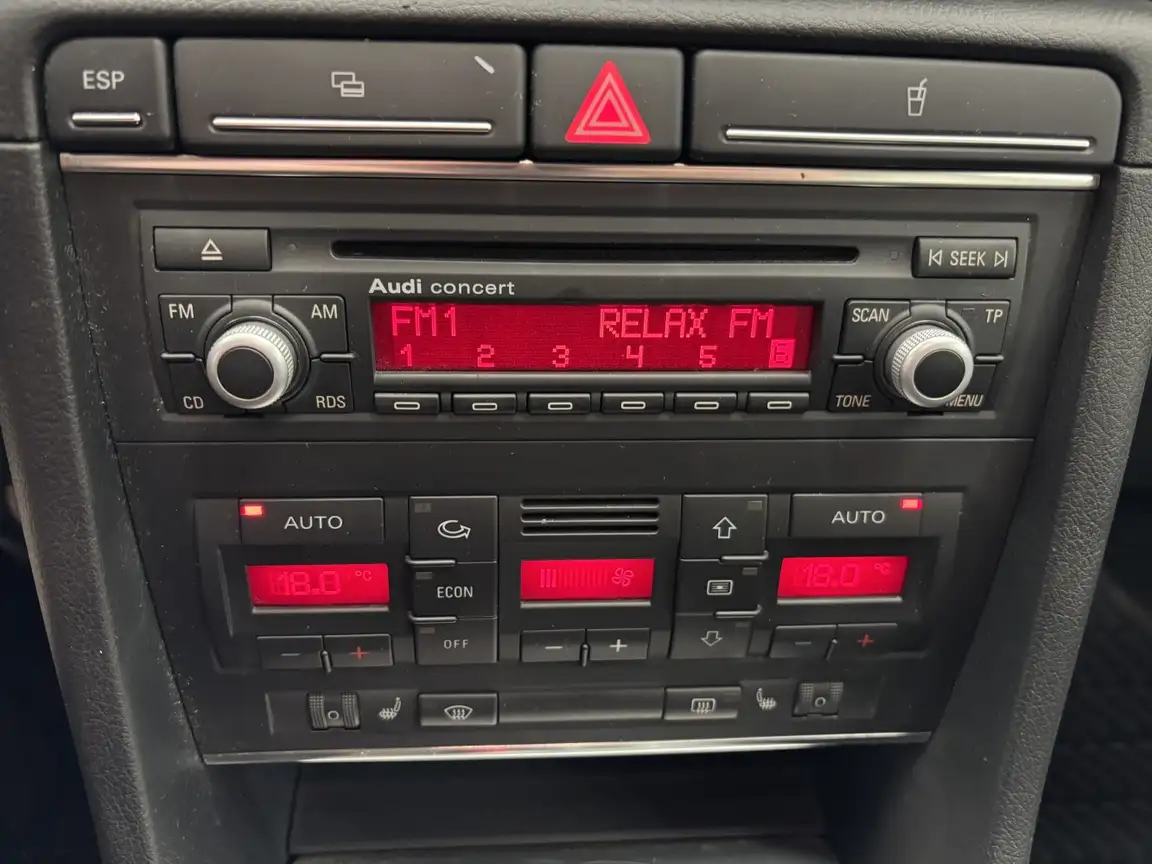 ESP
SEEK
Audi concert
FM AM
FM1 RELAX FM
SCAN TP
1 2 3 4 5 6
CD RDS
TONE MENU
AUTO AUTO
18.0 °C 18.0 °C
ECON
OFF
- + - + - +